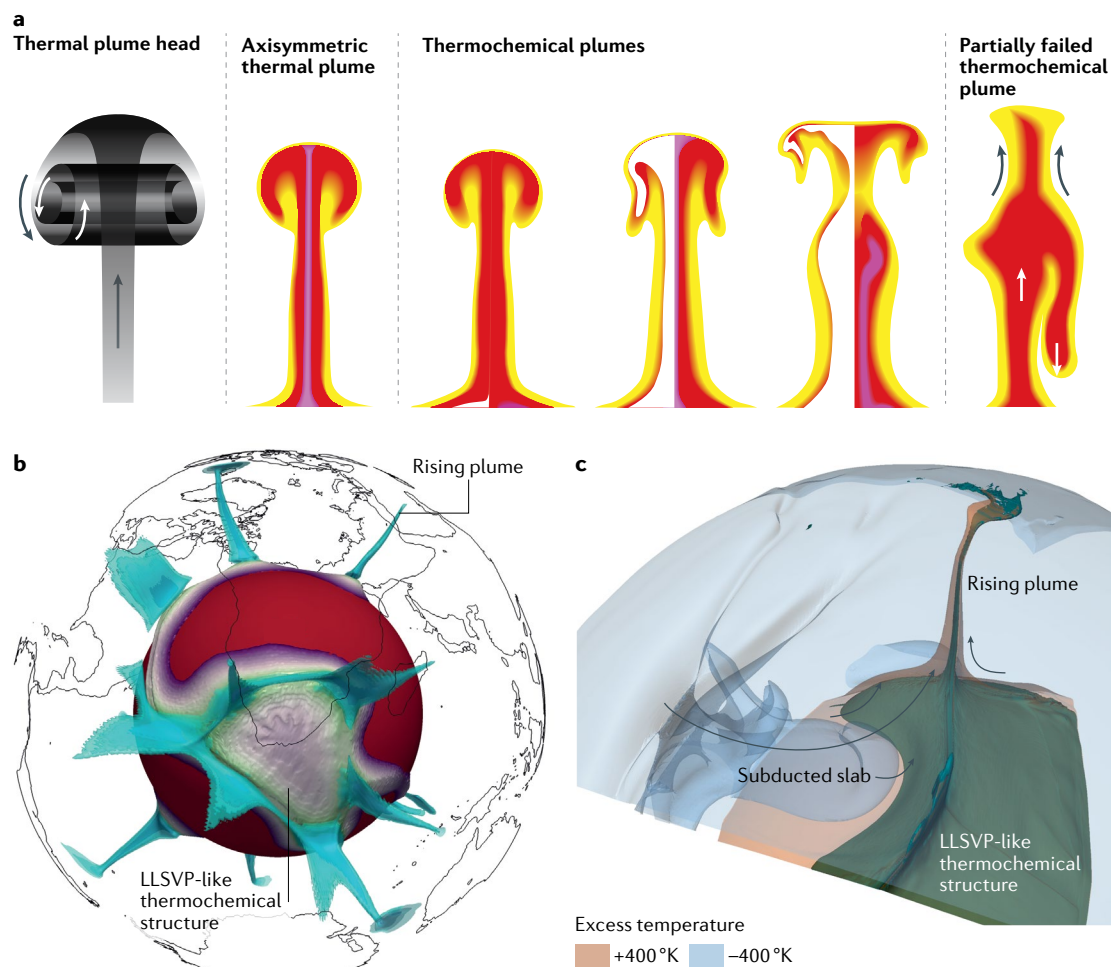 a
Thermal plume head
Axisymmetric
thermal plume
Thermochemical plumes
Partially failed
thermochemical
plume
b
Rising plume
LLSVP-like
thermochemical
structure
c
Rising plume
Subducted slab
LLSVP-like
thermochemical
structure
Excess temperature
+400 °K
–400 °K